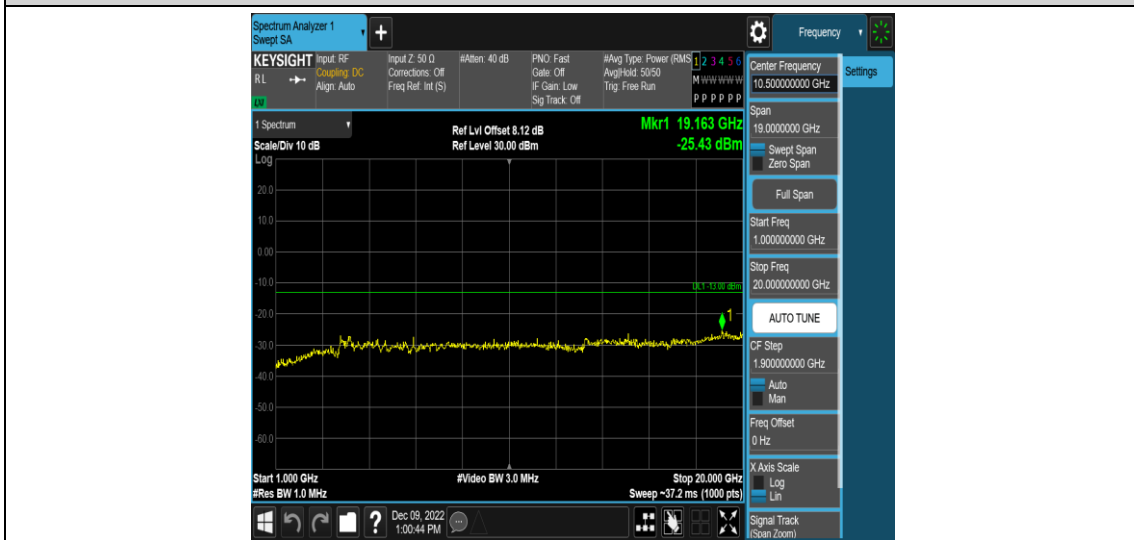 Spectrum Analyzer 1
Swept SA
+
Frequency
KEYSIGHT
RL
LXI
Input: RF
Coupling: DC
Align: Auto
Input Z: 50 Ω
Corrections: Off
Freq Ref: Int (S)
#Atten: 40 dB
PNO: Fast
Gate: Off
IF Gain: Low
Sig Track: Off
#Avg Type: Power (RMS
Avg|Hold: 50/50
Trig: Free Run
1 2 3 4 5 6
M W W W W W
P P P P P P
1 Spectrum
Scale/Div 10 dB
Ref Lvl Offset 8.12 dB
Ref Level 30.00 dBm
Mkr1 19.163 GHz
-25.43 dBm
Log
20.0
10.0
0.00
-10.0
DL1 -13.00 dBm
-20.0
1
-30.0
-40.0
-50.0
-60.0
Start 1.000 GHz
#Res BW 1.0 MHz
#Video BW 3.0 MHz
Stop 20.000 GHz
Sweep ~37.2 ms (1000 pts)
Dec 09, 2022
1:00:44 PM
Center Frequency
10.500000000 GHz
Settings
Span
19.0000000 GHz
Swept Span
Zero Span
Full Span
Start Freq
1.000000000 GHz
Stop Freq
20.000000000 GHz
AUTO TUNE
CF Step
1.900000000 GHz
Auto
Man
Freq Offset
0 Hz
X Axis Scale
Log
Lin
Signal Track
(Span Zoom)